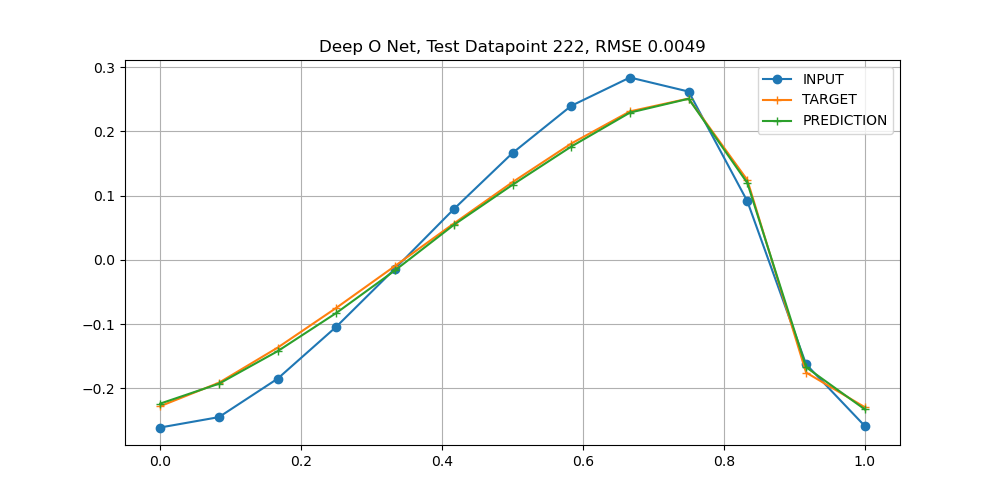 Deep O Net, Test Datapoint 222, RMSE 0.0049
INPUT
TARGET
PREDICTION
0.3
0.2
0.1
0.0
−0.1
−0.2
0.0 0.2 0.4 0.6 0.8 1.0